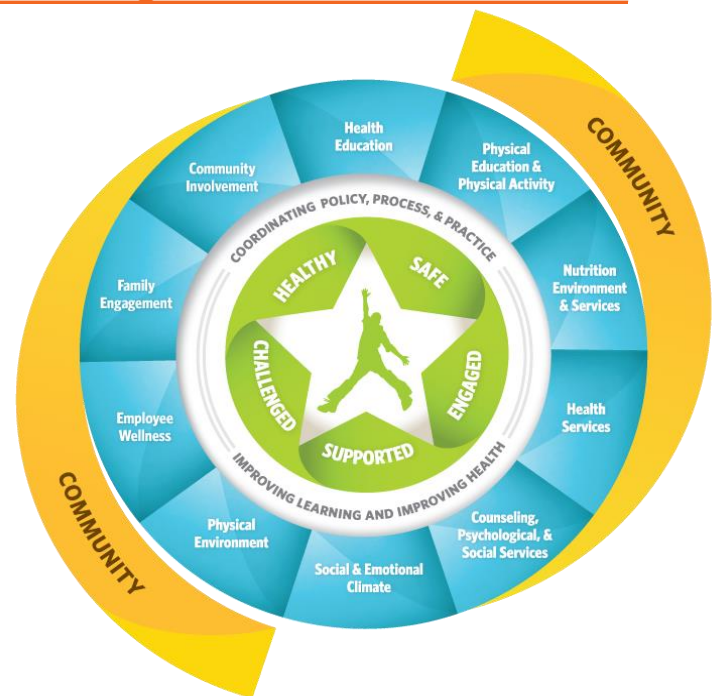 COMMUNITY
Health
Education
Physical
Education &
Physical Activity
Nutrition
Environment
& Services
Health
Services
Counseling,
Psychological, &
Social Services
Social & Emotional
Climate
Physical
Environment
Employee
Wellness
Family
Engagement
Community
Involvement
COORDINATING POLICY, PROCESS, & PRACTICE
HEALTHY
SAFE
ENGAGED
SUPPORTED
CHALLENGED
IMPROVING LEARNING AND IMPROVING HEALTH
COMMUNITY